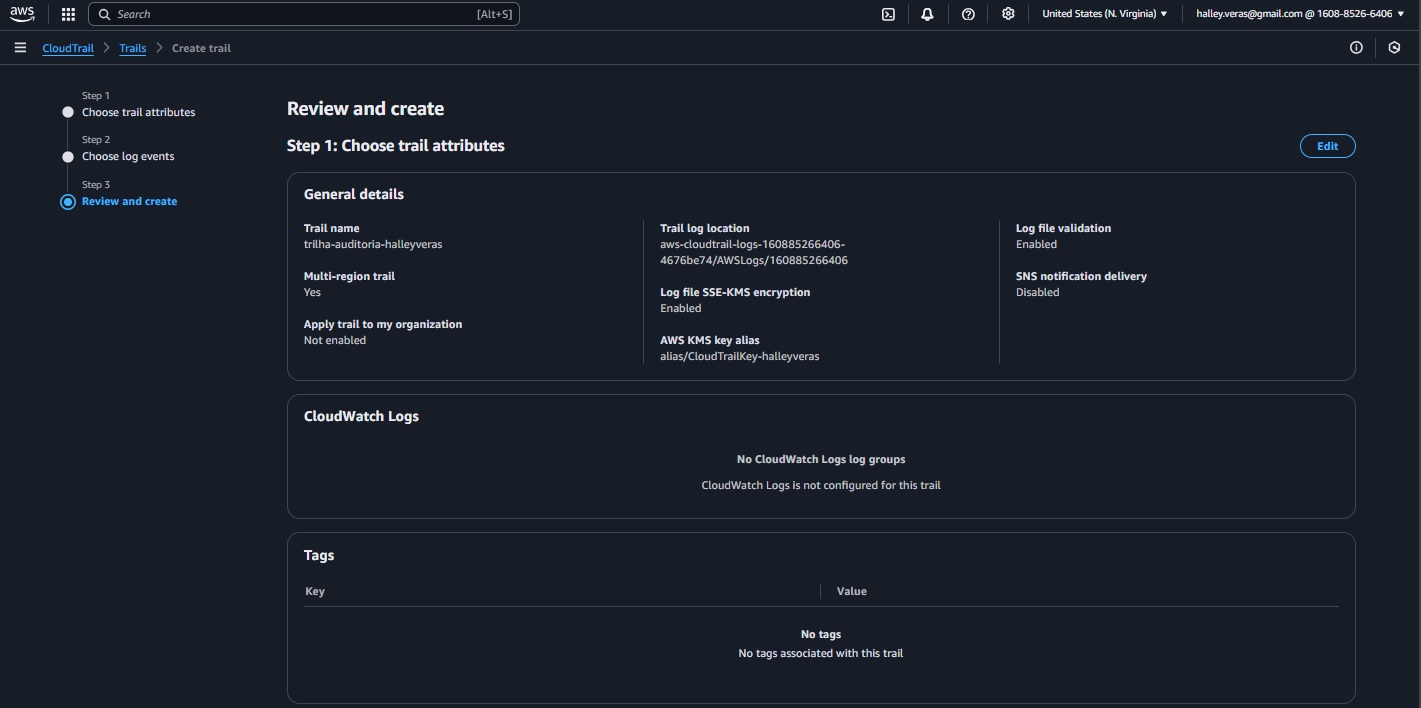 aws
Search [Alt+S]
United States (N. Virginia)
halley.veras@gmail.com @ 1608-8526-6406
CloudTrail
Trails
Create trail
Step 1
Choose trail attributes
Step 2
Choose log events
Step 3
Review and create
Review and create
Step 1: Choose trail attributes
Edit
General details
Trail name
trilha-auditoria-halleyveras
Multi-region trail
Yes
Apply trail to my organization
Not enabled
Trail log location
aws-cloudtrail-logs-160885266406-
4676be74/AWSLogs/160885266406
Log file SSE-KMS encryption
Enabled
AWS KMS key alias
alias/CloudTrailKey-halleyveras
Log file validation
Enabled
SNS notification delivery
Disabled
CloudWatch Logs
No CloudWatch Logs log groups
CloudWatch Logs is not configured for this trail
Tags
Key
Value
No tags
No tags associated with this trail